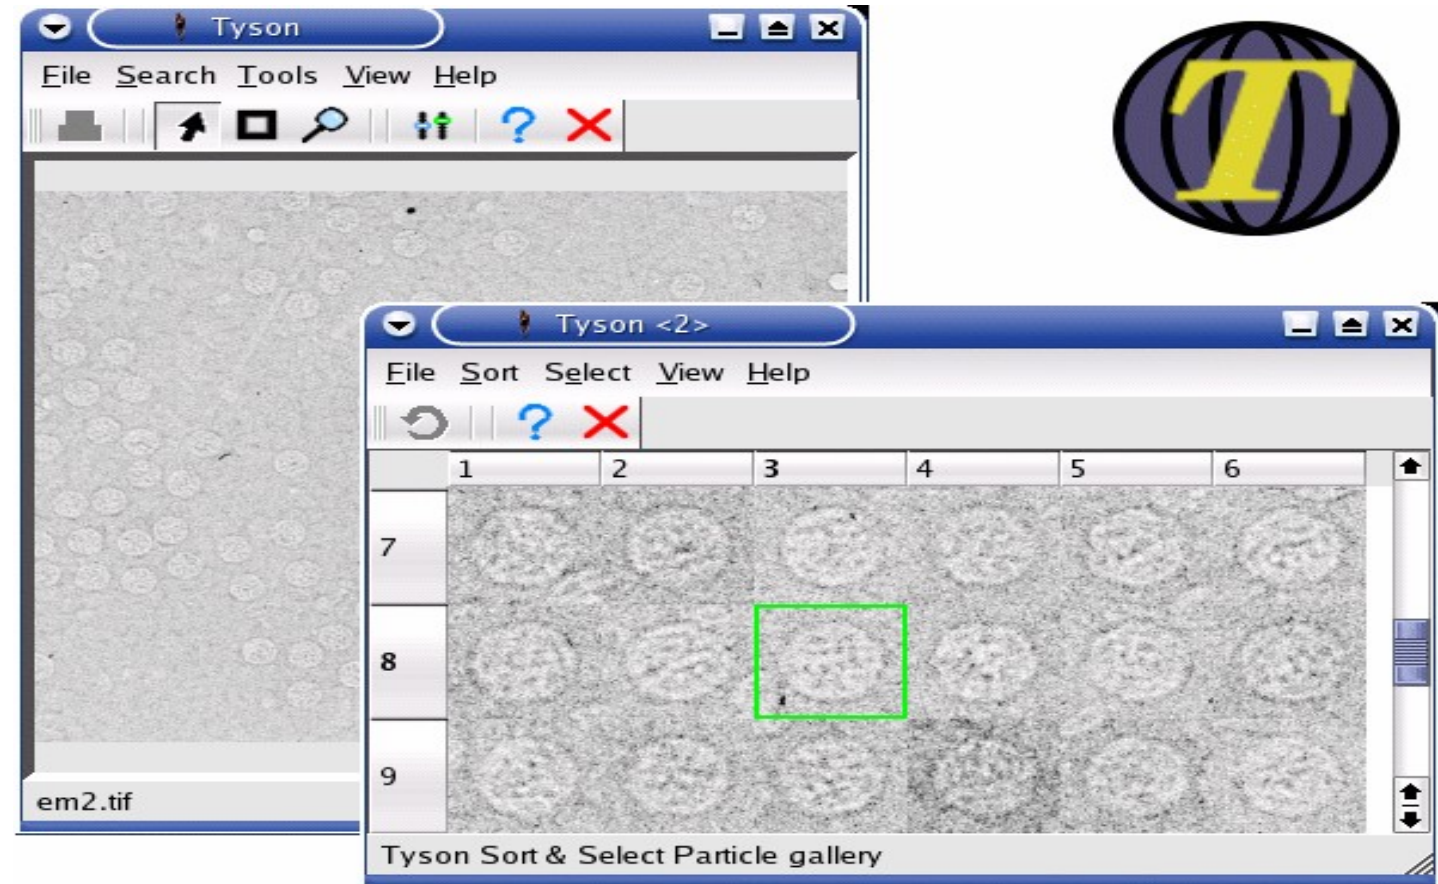 Tyson
File Search Tools View Help
?
T
em2.tif
Tyson <2>
File Sort Select View Help
?
1 2 3 4 5 6
7
8
9
Tyson Sort & Select Particle gallery